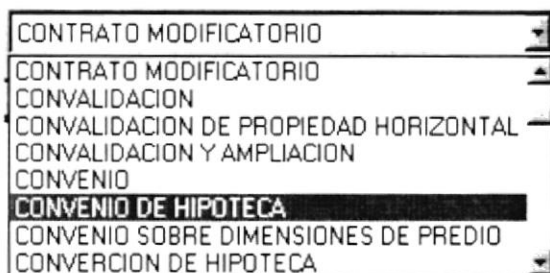 CONTRATO MODIFICATORIO
CONTRATO MODIFICATORIO
CONVALIDACION
CONVALIDACION DE PROPIEDAD HORIZONTAL
CONVALIDACION Y AMPLIACION
CONVENIO
CONVENIO DE HIPOTECA
CONVENIO SOBRE DIMENSIONES DE PREDIO
CONVERCION DE HIPOTECA